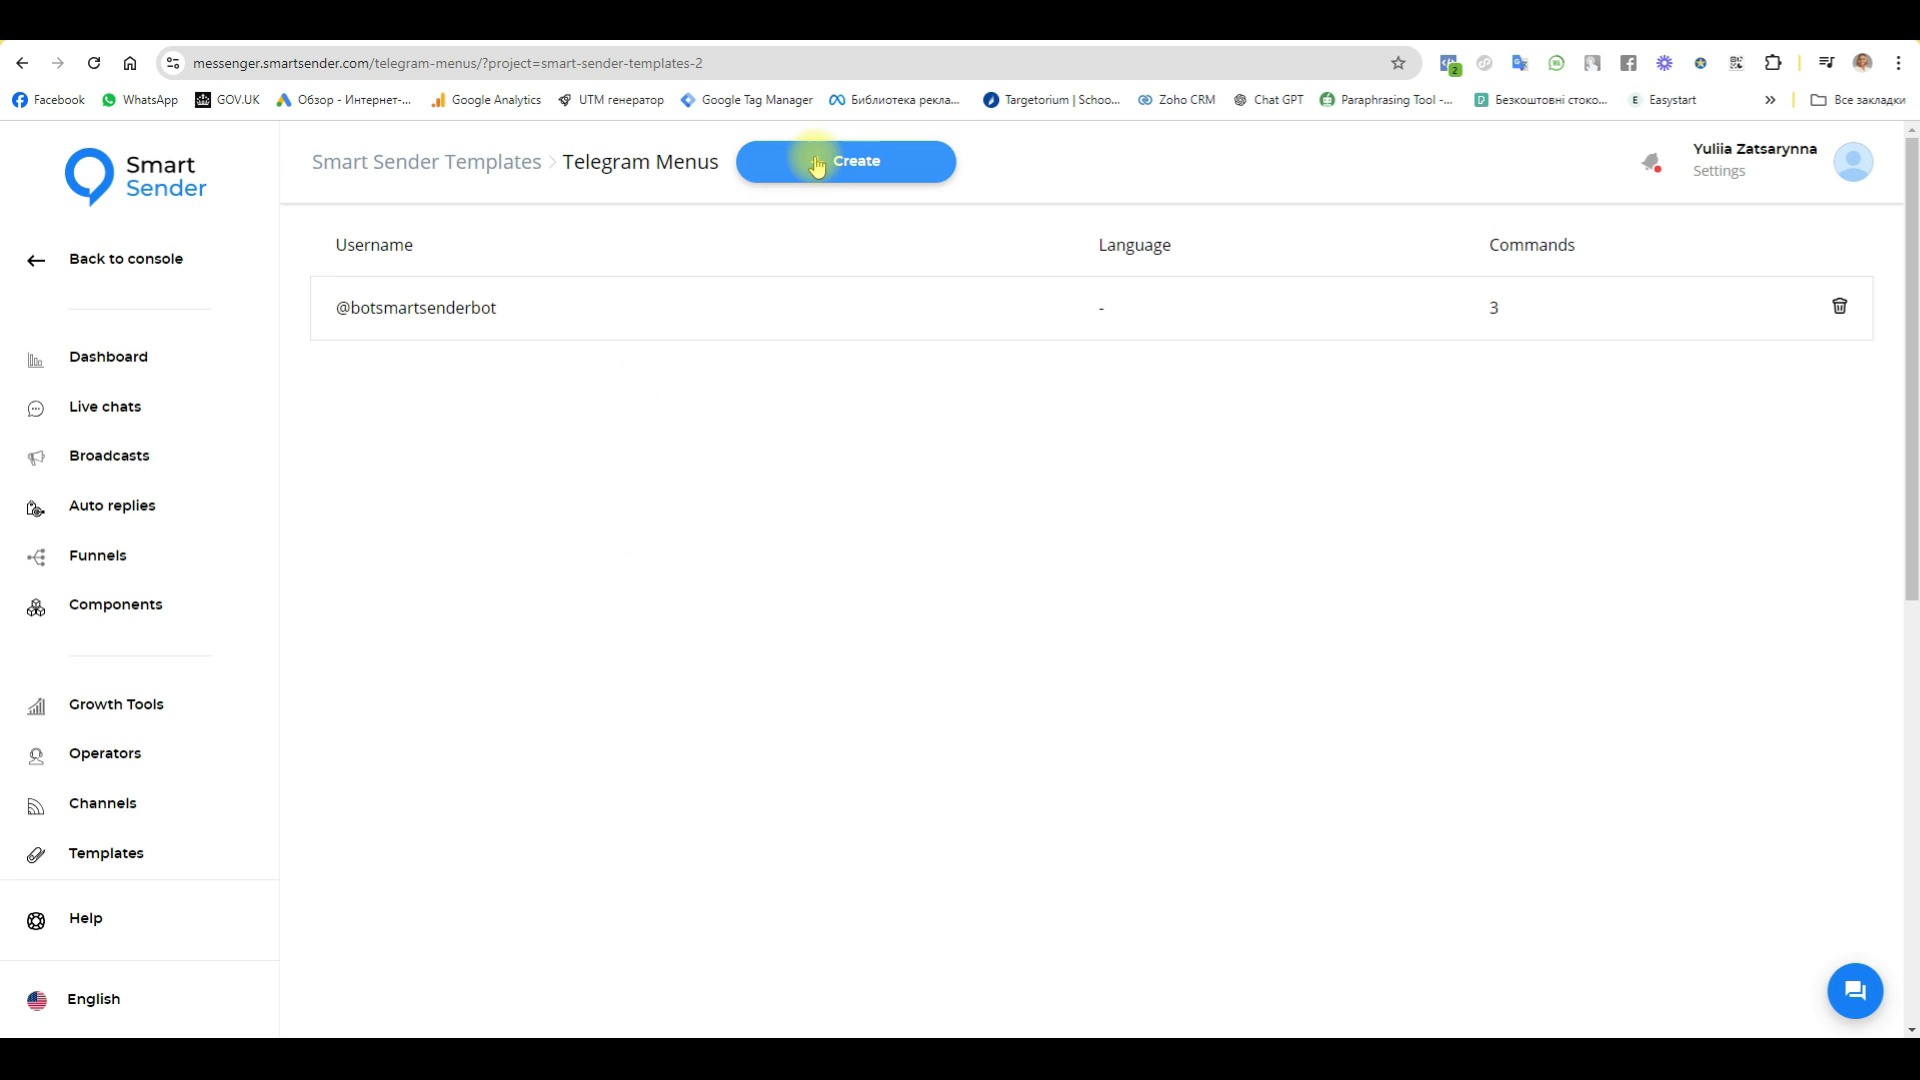 messenger.smartsender.com/telegram-menus/?project=smart-sender-templates-2
2
Facebook
WhatsApp
GOV.UK
Обзор - Интернет-...
Google Analytics
UTM генератор
Google Tag Manager
Библиотека рекла...
Targetorium | Schoo...
Zoho CRM
Chat GPT
Paraphrasing Tool -...
Безкоштовні стоко...
E Easystart
»
Все закладки
Smart
Sender
Smart Sender Templates > Telegram Menus
Create
Yuliia Zatsarynna
Settings
Back to console
Dashboard
Live chats
Broadcasts
Auto replies
Funnels
Components
Growth Tools
Operators
Channels
Templates
Help
English
Username Language Commands
@botsmartsenderbot - 3